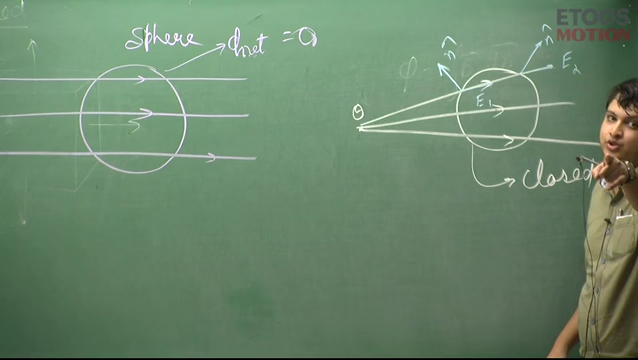 Sphere
ϕnet = 0
n̂
n̂
E₂
E₁
θ
closed
ETOOS
MOTION